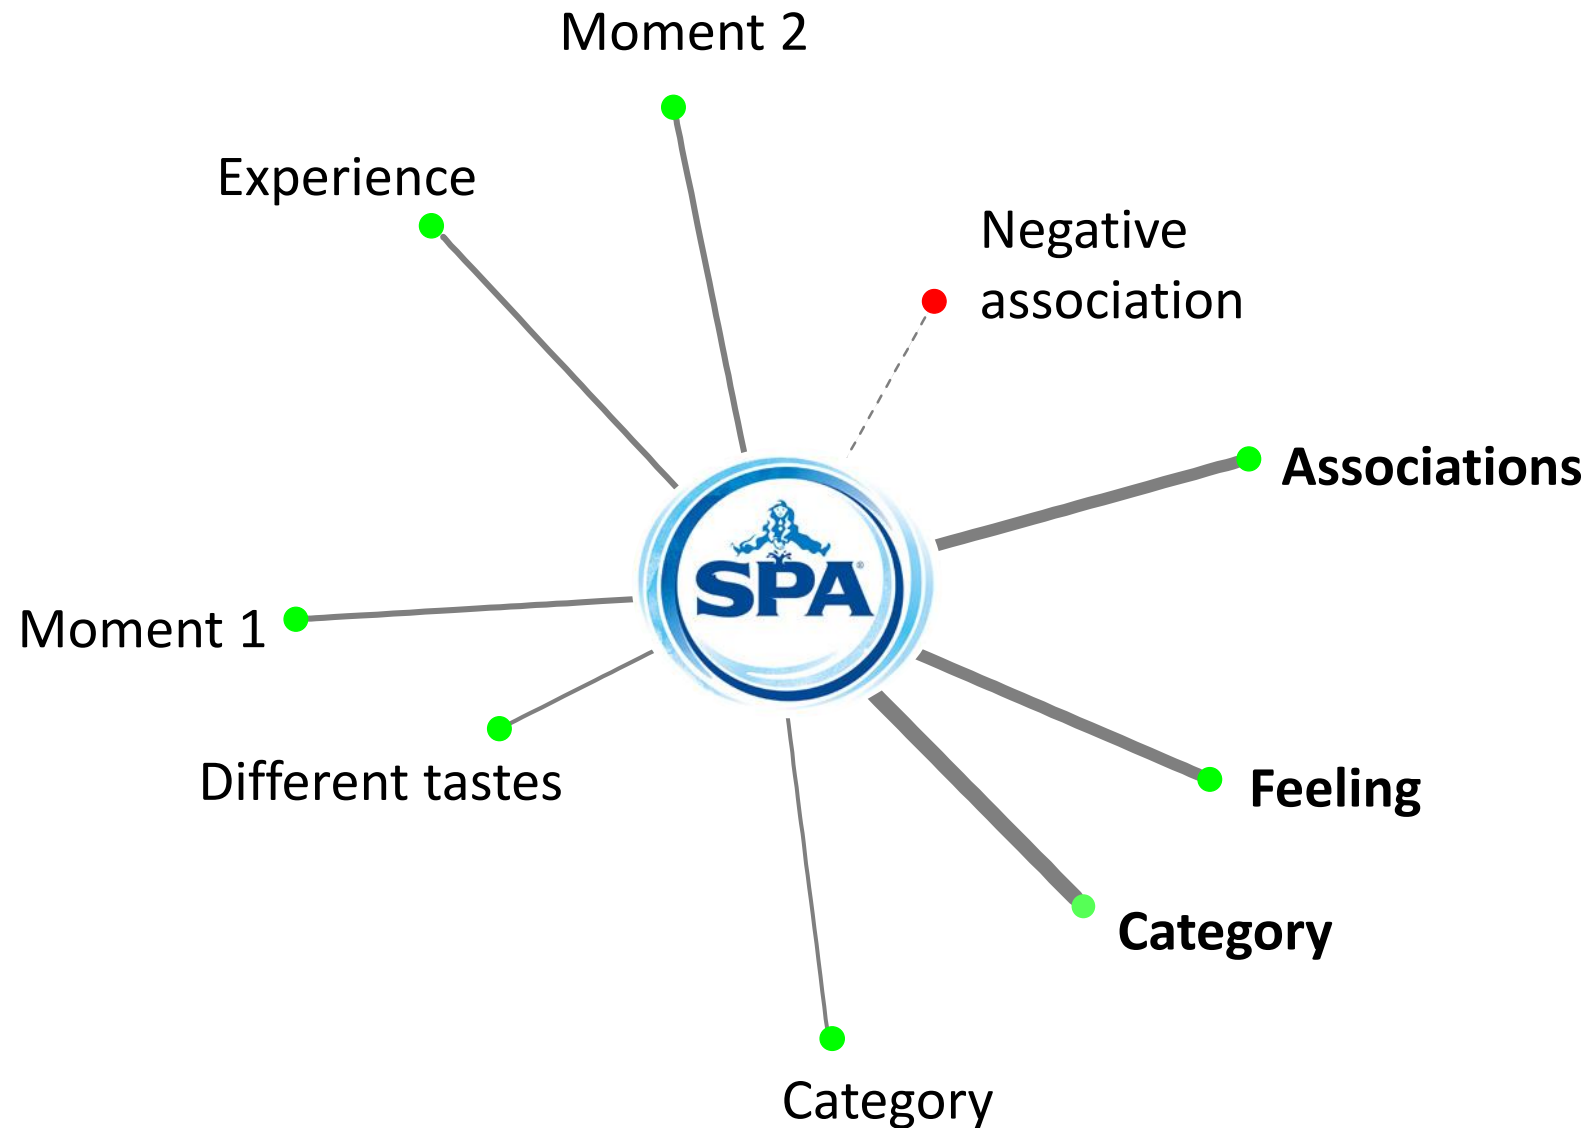 Moment 2
Experience
Negative
association
Associations
SPA®
Moment 1
Different tastes
Feeling
Category
Category